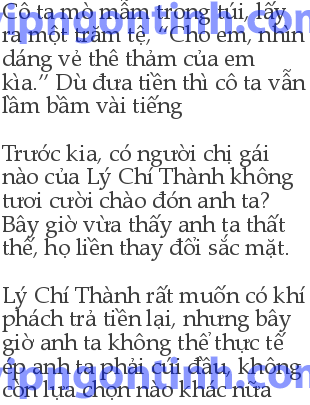 Cô ta mò mẫm trong túi, lấy
ra một trăm tệ, “Cho em, nhìn
dáng vẻ thê thảm của em
kìa.” Dù đưa tiền thì cô ta vẫn
lầm bầm vài tiếng
Trước kia, có người chị gái
nào của Lý Chí Thành không
tươi cười chào đón anh ta?
Bây giờ vừa thấy anh ta thất
thế, họ liền thay đổi sắc mặt.
Lý Chí Thành rất muốn có khí
phách trả tiền lại, nhưng bây
giờ anh ta không thể thực tế
ép anh ta phải cúi đầu, không
còn lựa chọn nào khác nữa
vipngontinh.com
vipngontinh.com